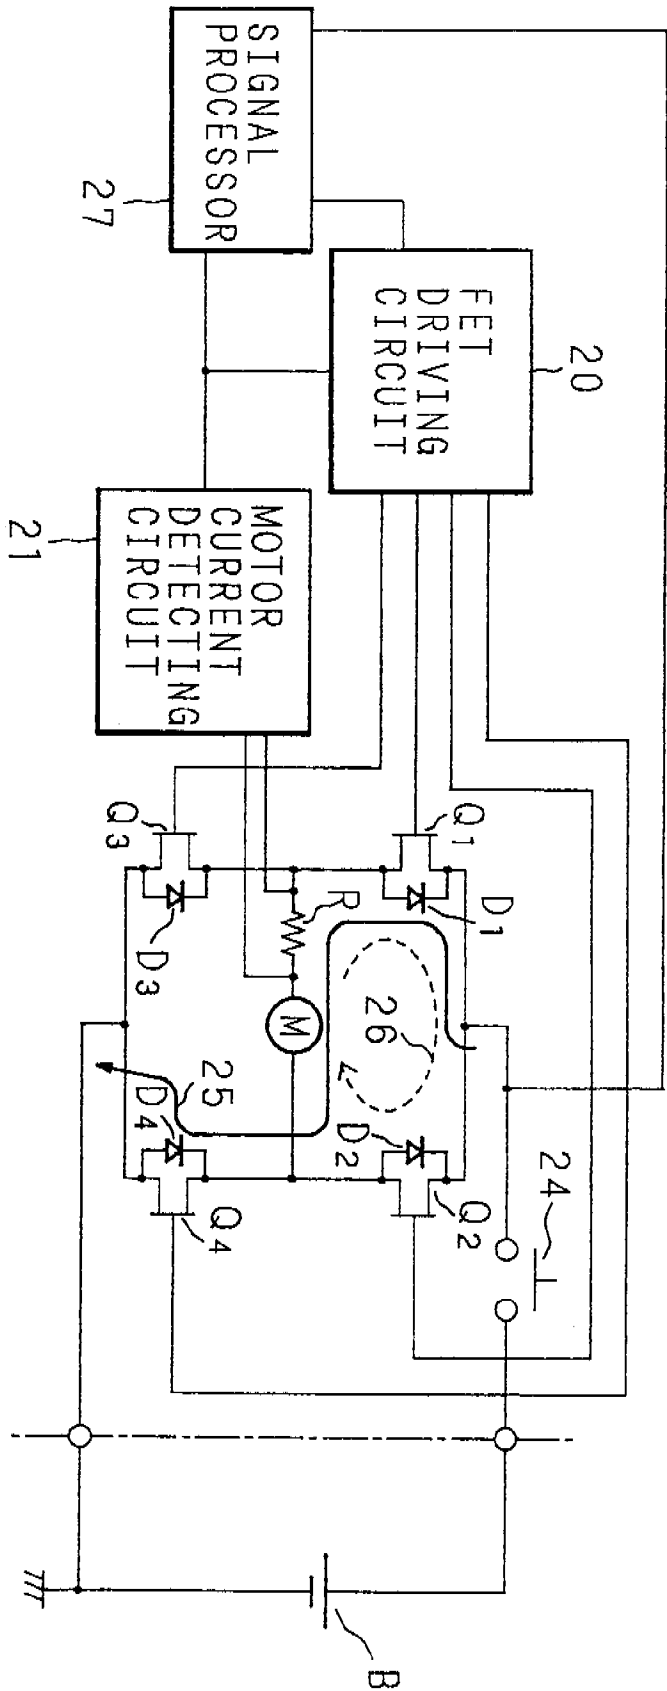 SIGNAL
PROCESSOR
27
FET
DRIVING
CIRCUIT
20
MOTOR
CURRENT
DETECTING
CIRCUIT
21
Q1
D1
Q3
D3
R
M
26
25
D2
Q2
D4
Q4
24
B